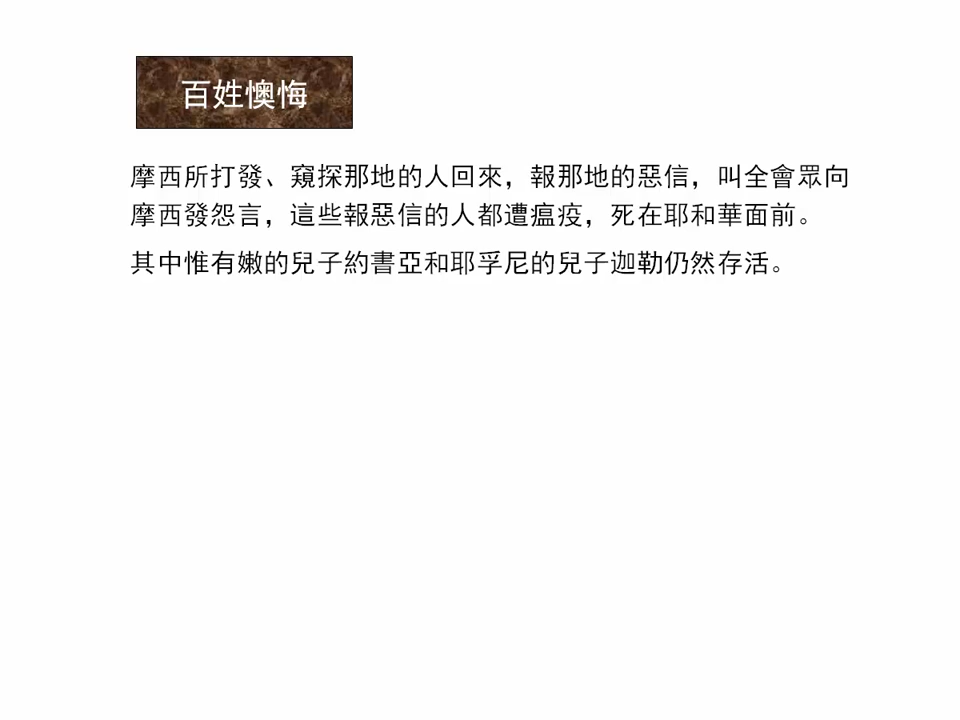 百姓懊悔
摩西所打發、窺探那地的人回來，報那地的惡信，叫全會眾向
摩西發怨言，這些報惡信的人都遭瘟疫，死在耶和華面前。
其中惟有嫩的兒子約書亞和耶孚尼的兒子迦勒仍然存活。